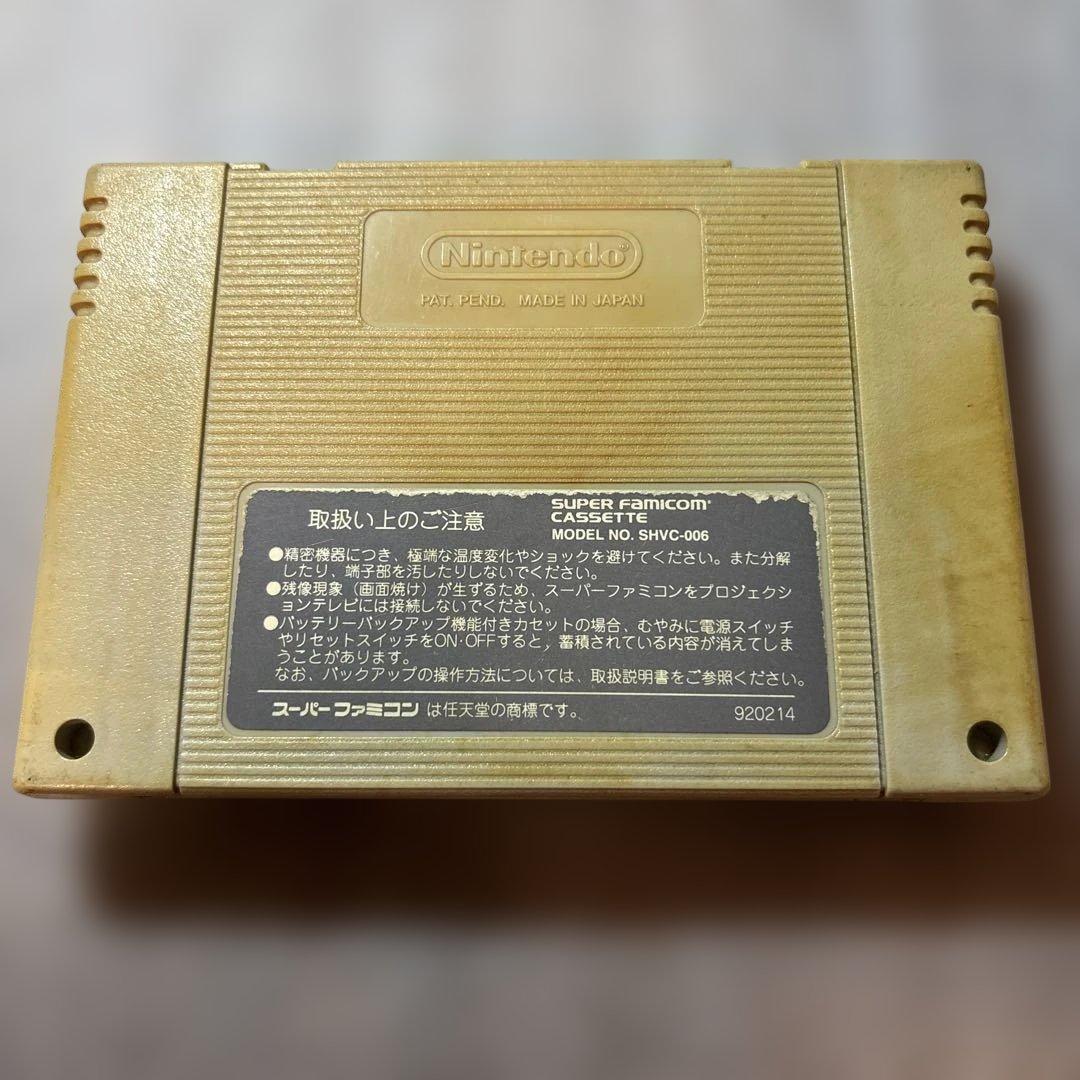 Nintendo®
PAT. PEND. MADE IN JAPAN
取扱い上のご注意
SUPER FAMICOM®
CASSETTE
MODEL NO. SHVC-006
●精密機器につき、極端な温度変化やショックを避けてください。また分解
したり、端子部を汚したりしないでください。
●残像現象（画面焼け）が生ずるため、スーパーファミコンをプロジェクシ
ョンテレビには接続しないでください。
●バッテリーバックアップ機能付きカセットの場合、むやみに電源スイッチ
やリセットスイッチをON･OFFすると、蓄積されている内容が消えてしま
うことがあります。
なお、バックアップの操作方法については、取扱説明書をご参照ください。
スーパーファミコン は任天堂の商標です。
920214